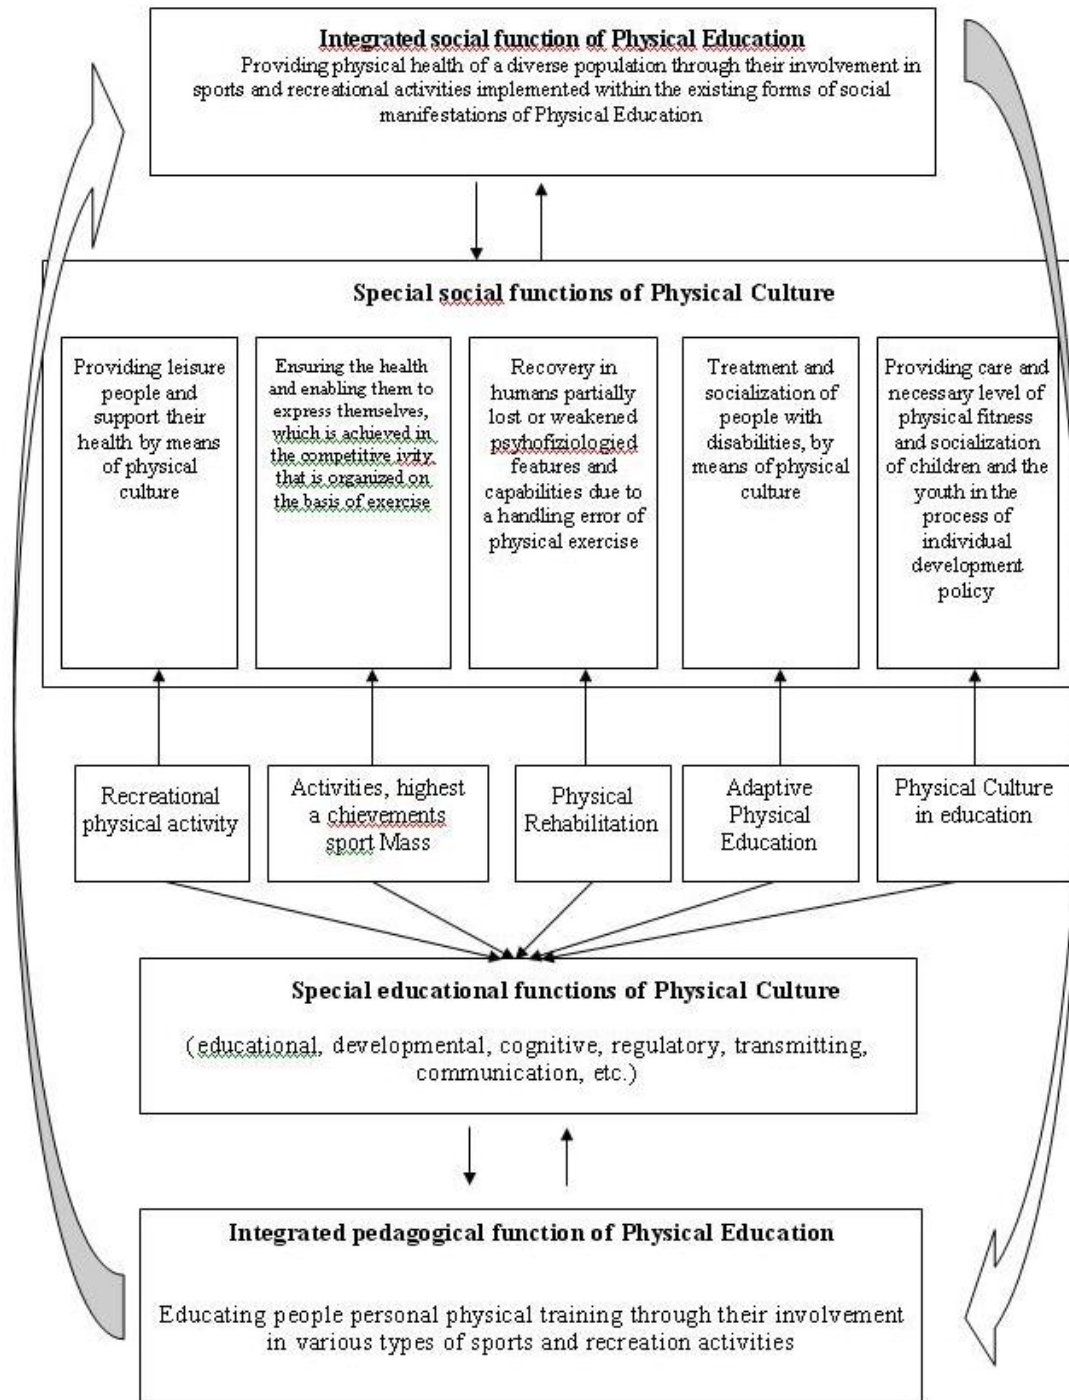 Integrated social function of Physical Education
Providing physical health of a diverse population through their involvement in
sports and recreational activities implemented within the existing forms of social
manifestations of Physical Education
Special social functions of Physical Culture
Providing leisure
people and
support their
health by means
of physical
culture
Ensuring the health
and enabling them to
express themselves,
which is achieved in
the competitive ivity
that is organized on
the basis of exercise
Recovery in
humans partially
lost or weakened
psyhofiziologied
features and
capabilities due to
a handling error of
physical exercise
Treatment and
socialization of
people with
disabilities, by
means of physical
culture
Providing care and
necessary level of
physical fitness
and socialization
of children and the
youth in the
process of
individual
development
policy
Recreational
physical activity
Activities, highest
a chievements
sport Mass
Physical
Rehabilitation
Adaptive
Physical
Education
Physical Culture
in education
Special educational functions of Physical Culture
(educational, developmental, cognitive, regulatory, transmitting,
communication, etc.)
Integrated pedagogical function of Physical Education
Educating people personal physical training through their involvement
in various types of sports and recreation activities